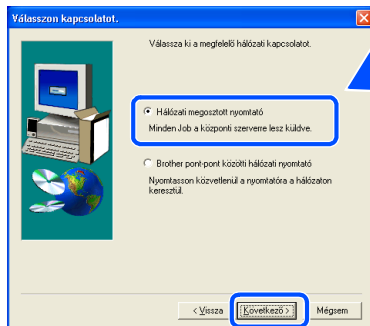 Válasszon kapcsolatot.
Válassza ki a megfelelő hálózati kapcsolatot.
Hálózati megosztott nyomtató
Minden Job a központi szerverre lesz küldve.
Brother pont-pont közötti hálózati nyomtató
Nyomtasson közvetlenül a nyomtatóra a hálózaton
keresztül.
< Vissza Következő > Mégsem